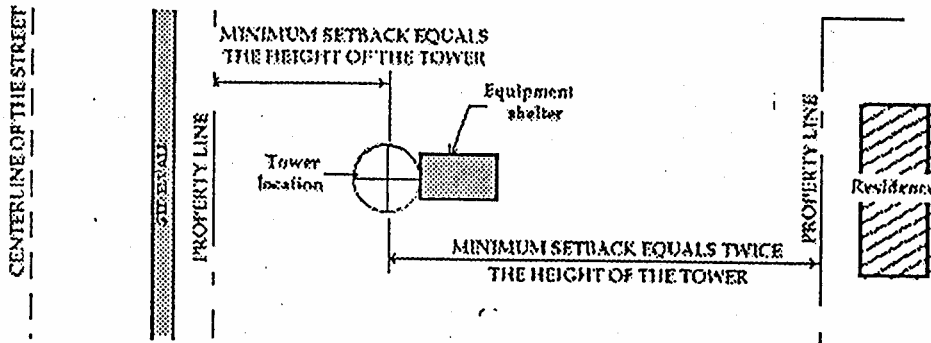 CENTERLINE OF THE STREET
SIDEWALK
PROPERTY LINE
MINIMUM SETBACK EQUALS
THE HEIGHT OF THE TOWER
Equipment
shelter
Tower
location
MINIMUM SETBACK EQUALS TWICE
THE HEIGHT OF THE TOWER
PROPERTY LINE
Residence